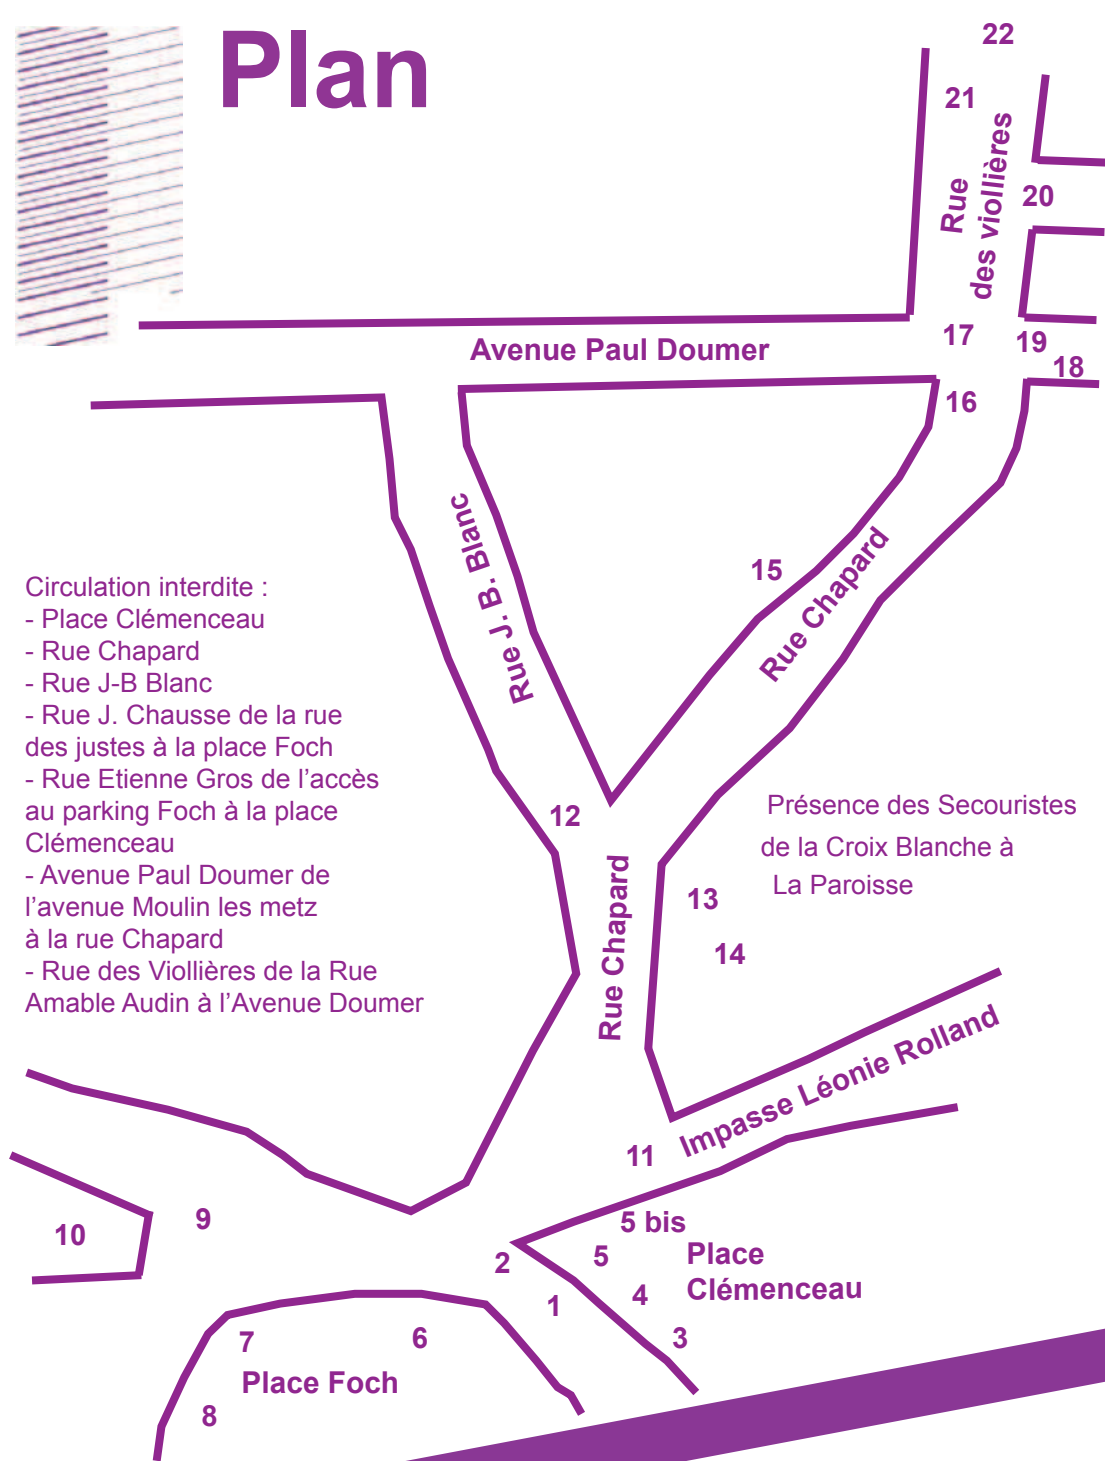 Plan
22
21
Rue
des viollières
20
17
19
18
Avenue Paul Doumer
16
Rue J. B. Blanc
15
Rue Chapard
Circulation interdite :
- Place Clémenceau
- Rue Chapard
- Rue J-B Blanc
- Rue J. Chausse de la rue
des justes à la place Foch
- Rue Etienne Gros de l’accès
au parking Foch à la place
Clémenceau
- Avenue Paul Doumer de
l’avenue Moulin les metz
à la rue Chapard
- Rue des Viollières de la Rue
Amable Audin à l’Avenue Doumer
12
Présence des Secouristes
de la Croix Blanche à
La Paroisse
Rue Chapard
13
14
Impasse Léonie Rolland
11
9
10
5 bis
2
5
Place
Clémenceau
1
4
3
7
6
Place Foch
8